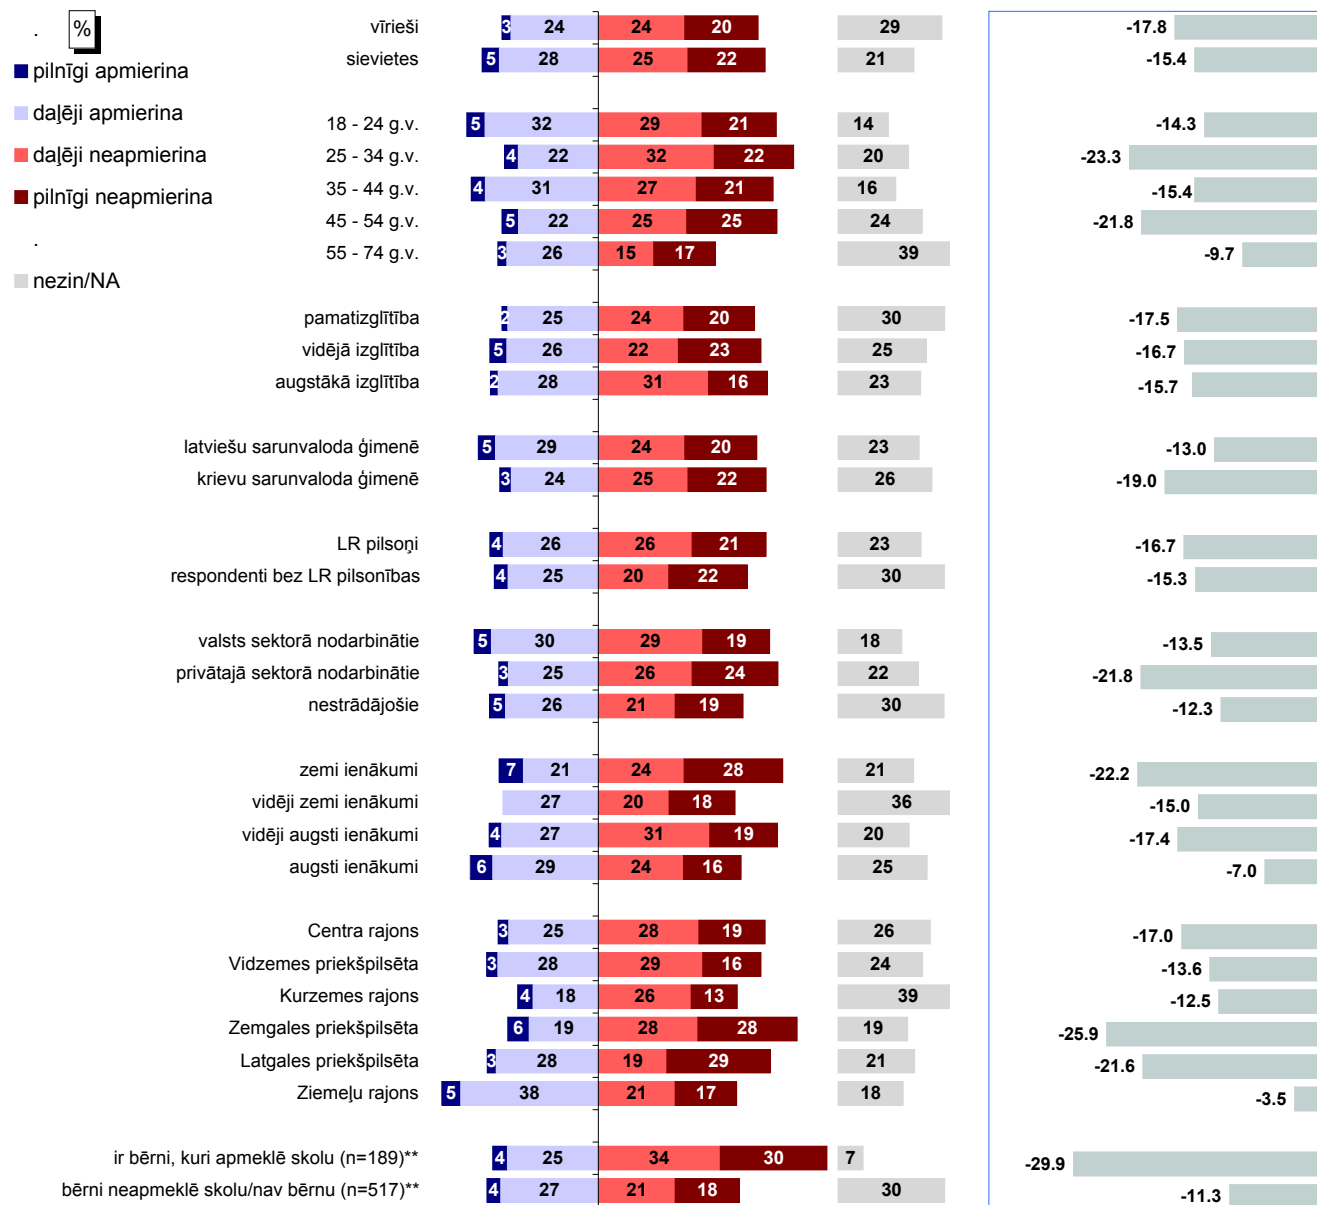 . %
pilnīgi apmierina
daļēji apmierina
daļēji neapmierina
pilnīgi neapmierina
.
nezin/NA
vīrieši 3 24 24 20 29 -17.8
sievietes 5 28 25 22 21 -15.4
18 - 24 g.v. 5 32 29 21 14 -14.3
25 - 34 g.v. 4 22 32 22 20 -23.3
35 - 44 g.v. 4 31 27 21 16 -15.4
45 - 54 g.v. 5 22 25 25 24 -21.8
55 - 74 g.v. 3 26 15 17 39 -9.7
pamatizglītība 2 25 24 20 30 -17.5
vidējā izglītība 5 26 22 23 25 -16.7
augstākā izglītība 2 28 31 16 23 -15.7
latviešu sarunvaloda ģimenē 5 29 24 20 23 -13.0
krievu sarunvaloda ģimenē 3 24 25 22 26 -19.0
LR pilsoņi 4 26 26 21 23 -16.7
respondenti bez LR pilsonības 4 25 20 22 30 -15.3
valsts sektorā nodarbinātie 5 30 29 19 18 -13.5
privātajā sektorā nodarbinātie 3 25 26 24 22 -21.8
nestrādājošie 5 26 21 19 30 -12.3
zemi ienākumi 7 21 24 28 21 -22.2
vidēji zemi ienākumi 27 20 18 36 -15.0
vidēji augsti ienākumi 4 27 31 19 20 -17.4
augsti ienākumi 6 29 24 16 25 -7.0
Centra rajons 3 25 28 19 26 -17.0
Vidzemes priekšpilsēta 3 28 29 16 24 -13.6
Kurzemes rajons 4 18 26 13 39 -12.5
Zemgales priekšpilsēta 6 19 28 28 19 -25.9
Latgales priekšpilsēta 3 28 19 29 21 -21.6
Ziemeļu rajons 5 38 21 17 18 -3.5
ir bērni, kuri apmeklē skolu (n=189)** 4 25 34 30 7 -29.9
bērni neapmeklē skolu/nav bērnu (n=517)** 4 27 21 18 30 -11.3